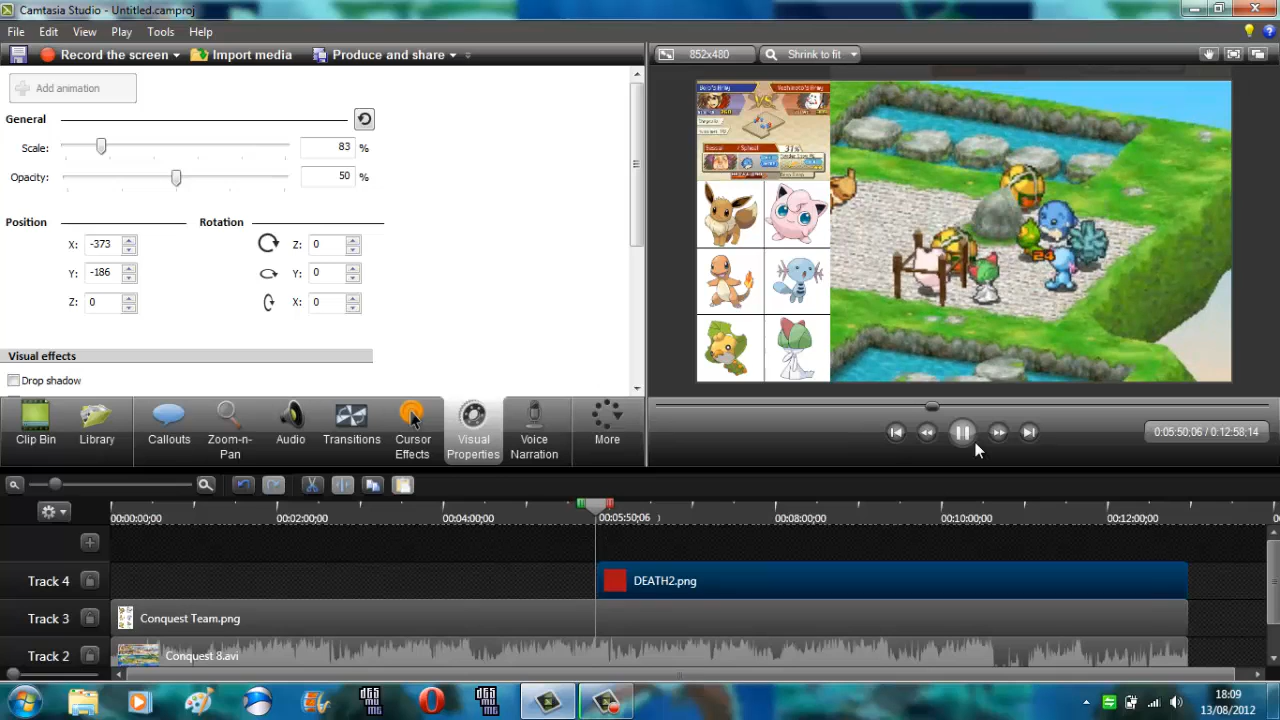 Camtasia Studio - Untitled.camproj
File Edit View Play Tools Help
Record the screen Import media Produce and share
852x480 Shrink to fit
Add animation
General
Scale: 83 %
Opacity: 50 %
Position Rotation
X: -373 Z: 0
Y: -186 Y: 0
Z: 0 X: 0
Visual effects
Drop shadow
VS
24
Clip Bin Library Callouts Zoom-n-Pan Audio Transitions Cursor Effects Visual Properties Voice Narration More
0:05:50;06 / 0:12:58;14
00:00:00;00 00:02:00;00 00:04:00;00 00:05:50;06 00:08:00;00 00:10:00;00 00:12:00;00
Track 4 DEATH2.png
Track 3 Conquest Team.png
Track 2 Conquest 8.avi
18:09
13/08/2012